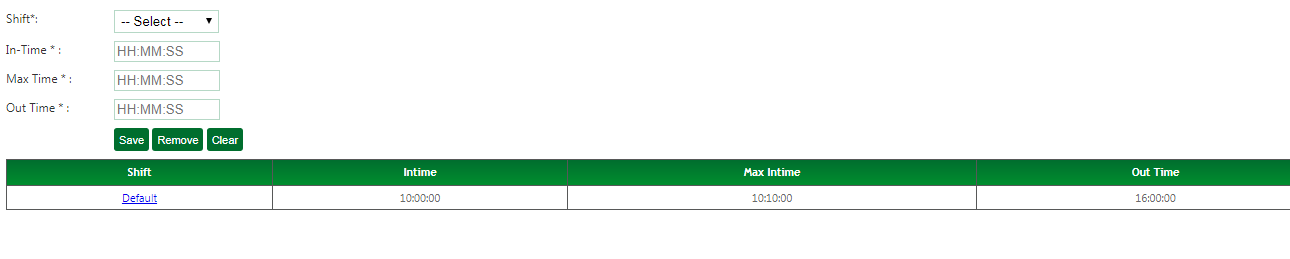 Shift*: -- Select --
In-Time * : HH:MM:SS
Max Time * : HH:MM:SS
Out Time * : HH:MM:SS
Save Remove Clear
Shift Intime Max Intime Out Time
Default 10:00:00 10:10:00 16:00:00